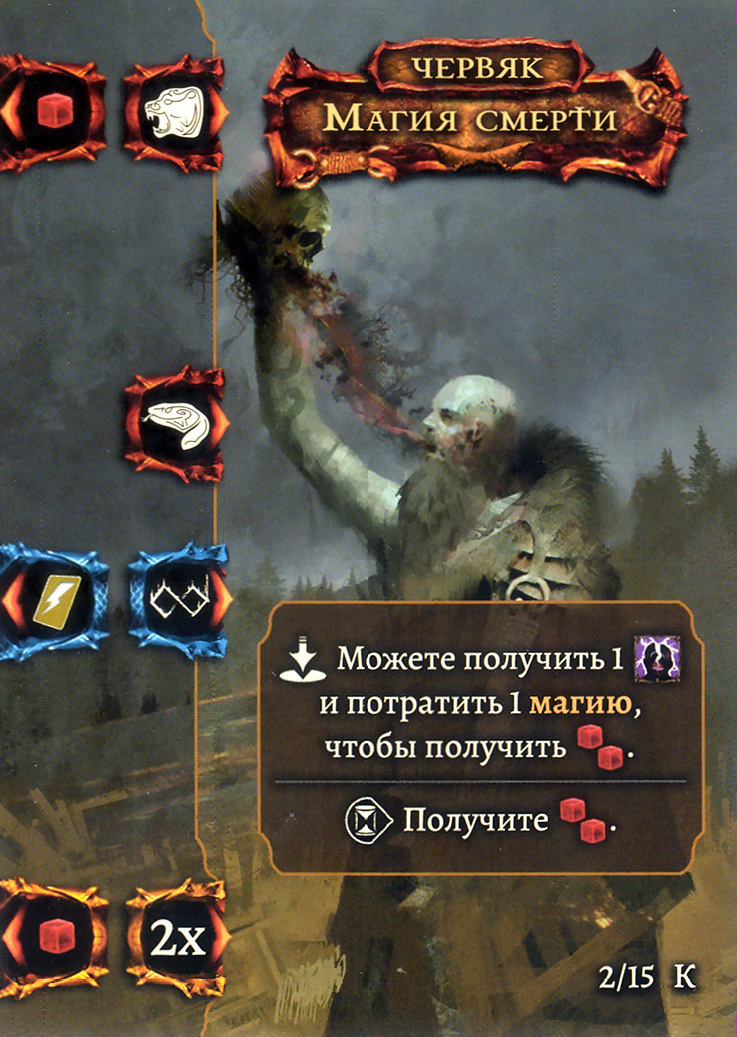 ЧЕРВЯК
МАГИЯ СМЕРТИ
Можете получить 1
и потратить 1 магию,
чтобы получить .
Получите .
2x
2/15 К